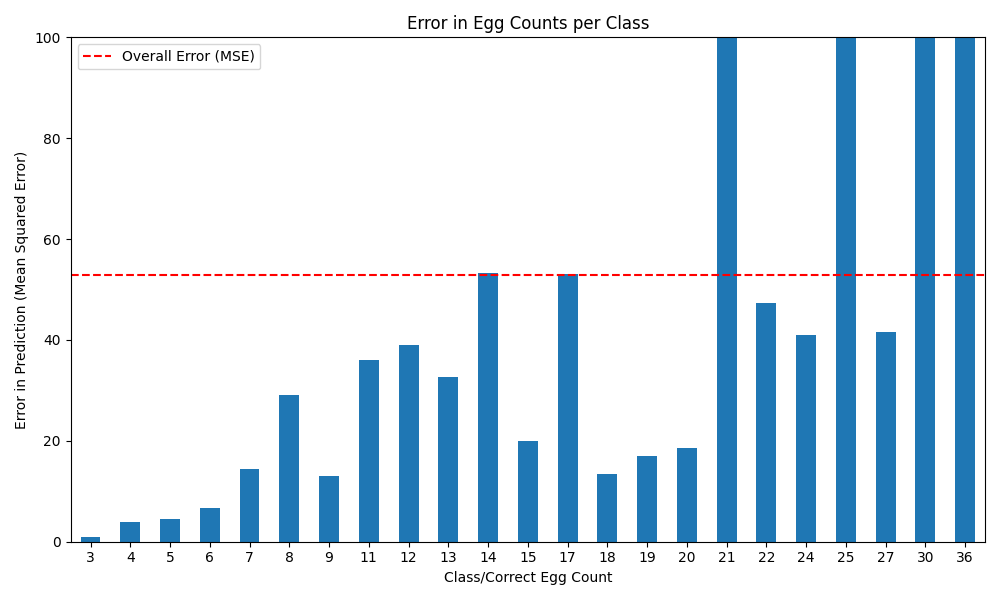 Error in Egg Counts per Class
Overall Error (MSE)
Error in Prediction (Mean Squared Error)
100
80
60
40
20
0
3 4 5 6 7 8 9 11 12 13 14 15 17 18 19 20 21 22 24 25 27 30 36
Class/Correct Egg Count